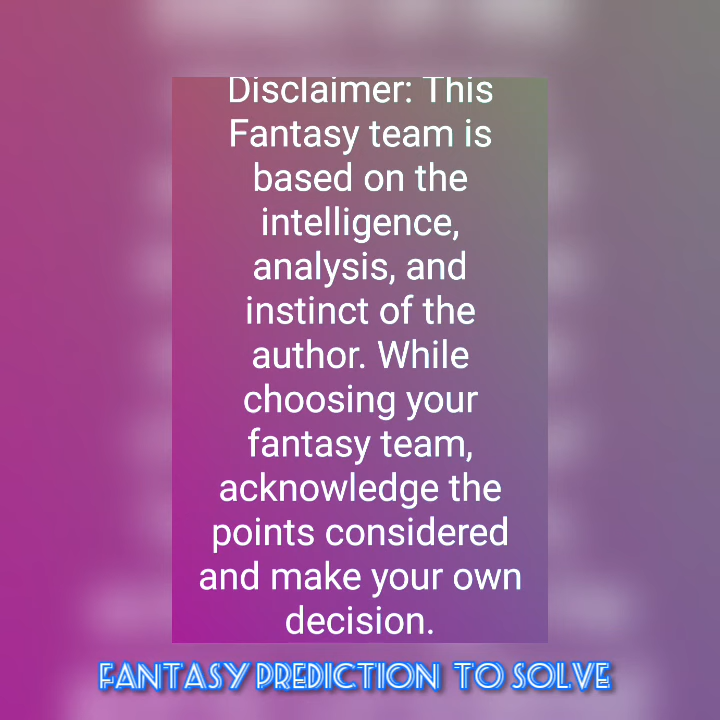 Disclaimer: This
Fantasy team is
based on the
intelligence,
analysis, and
instinct of the
author. While
choosing your
fantasy team,
acknowledge the
points considered
and make your own
decision.
FANTASY PREDICTION TO SOLVE